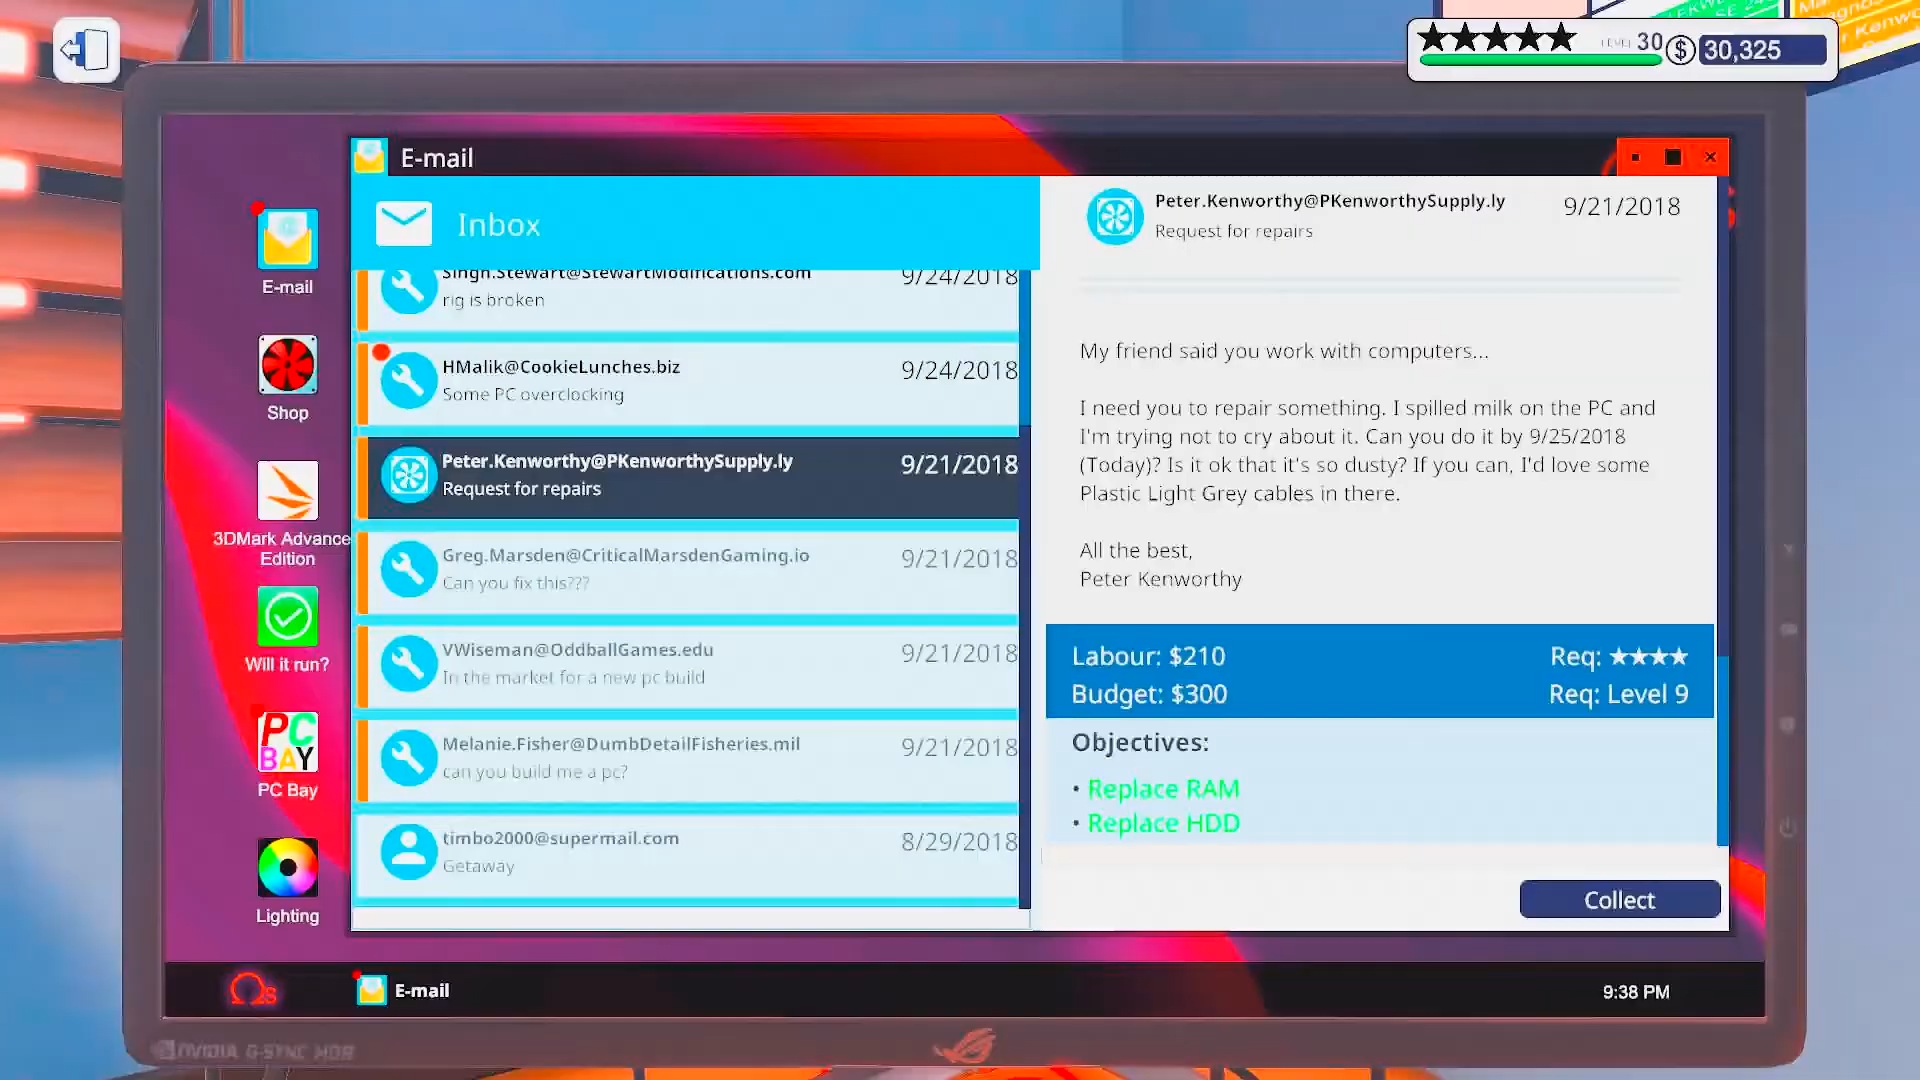 LEVEL 30
$ 30,325
E-mail
Inbox
Singh.Stewart@StewartModifications.com
9/24/2018
rig is broken
HMalik@CookieLunches.biz
9/24/2018
Some PC overclocking
Peter.Kenworthy@PKenworthySupply.ly
9/21/2018
Request for repairs
Greg.Marsden@CriticalMarsdenGaming.io
9/21/2018
Can you fix this???
VWiseman@OddballGames.edu
9/21/2018
In the market for a new pc build
Melanie.Fisher@DumbDetailFisheries.mil
9/21/2018
can you build me a pc?
timbo2000@supermail.com
8/29/2018
Getaway
Peter.Kenworthy@PKenworthySupply.ly
9/21/2018
Request for repairs
My friend said you work with computers...
I need you to repair something. I spilled milk on the PC and
I'm trying not to cry about it. Can you do it by 9/25/2018
(Today)? Is it ok that it's so dusty? If you can, I'd love some
Plastic Light Grey cables in there.
All the best,
Peter Kenworthy
Labour: $210
Req: ★★★★
Budget: $300
Req: Level 9
Objectives:
• Replace RAM
• Replace HDD
Collect
E-mail
Shop
3DMark Advance
Edition
Will it run?
PC
BAY
PC Bay
Lighting
E-mail
9:38 PM
NVIDIA G-SYNC